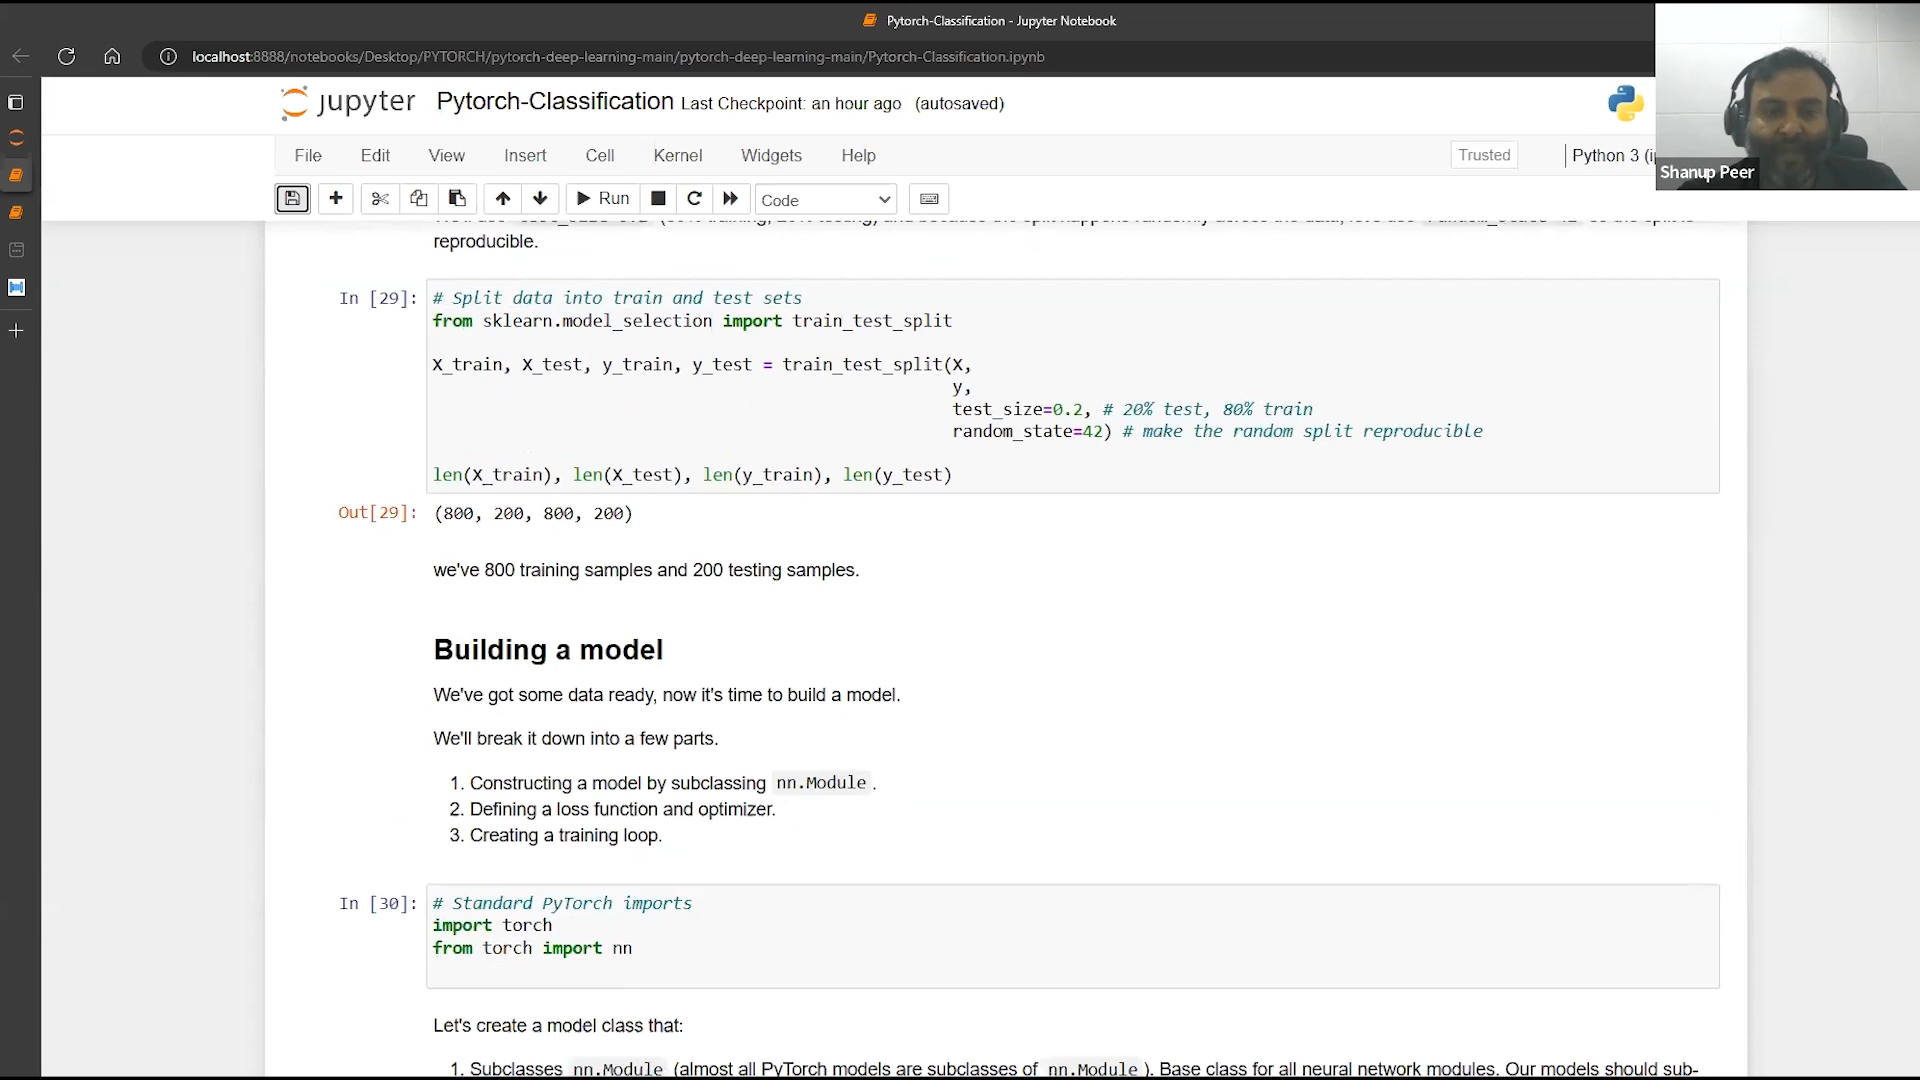 Pytorch-Classification - Jupyter Notebook
localhost:8888/notebooks/Desktop/PYTORCH/pytorch-deep-learning-main/pytorch-deep-learning-main/Pytorch-Classification.ipynb
jupyter Pytorch-Classification Last Checkpoint: an hour ago (autosaved)
File Edit View Insert Cell Kernel Widgets Help Trusted Python 3 (i
Shanup Peer
Run Code
reproducible.
In [29]: # Split data into train and test sets
from sklearn.model_selection import train_test_split
X_train, X_test, y_train, y_test = train_test_split(X,
y,
test_size=0.2, # 20% test, 80% train
random_state=42) # make the random split reproducible
len(X_train), len(X_test), len(y_train), len(y_test)
Out[29]: (800, 200, 800, 200)
we've 800 training samples and 200 testing samples.
Building a model
We've got some data ready, now it's time to build a model.
We'll break it down into a few parts.
1. Constructing a model by subclassing nn.Module .
2. Defining a loss function and optimizer.
3. Creating a training loop.
In [30]: # Standard PyTorch imports
import torch
from torch import nn
Let's create a model class that:
1. Subclasses nn.Module (almost all PyTorch models are subclasses of nn.Module ). Base class for all neural network modules. Our models should sub-